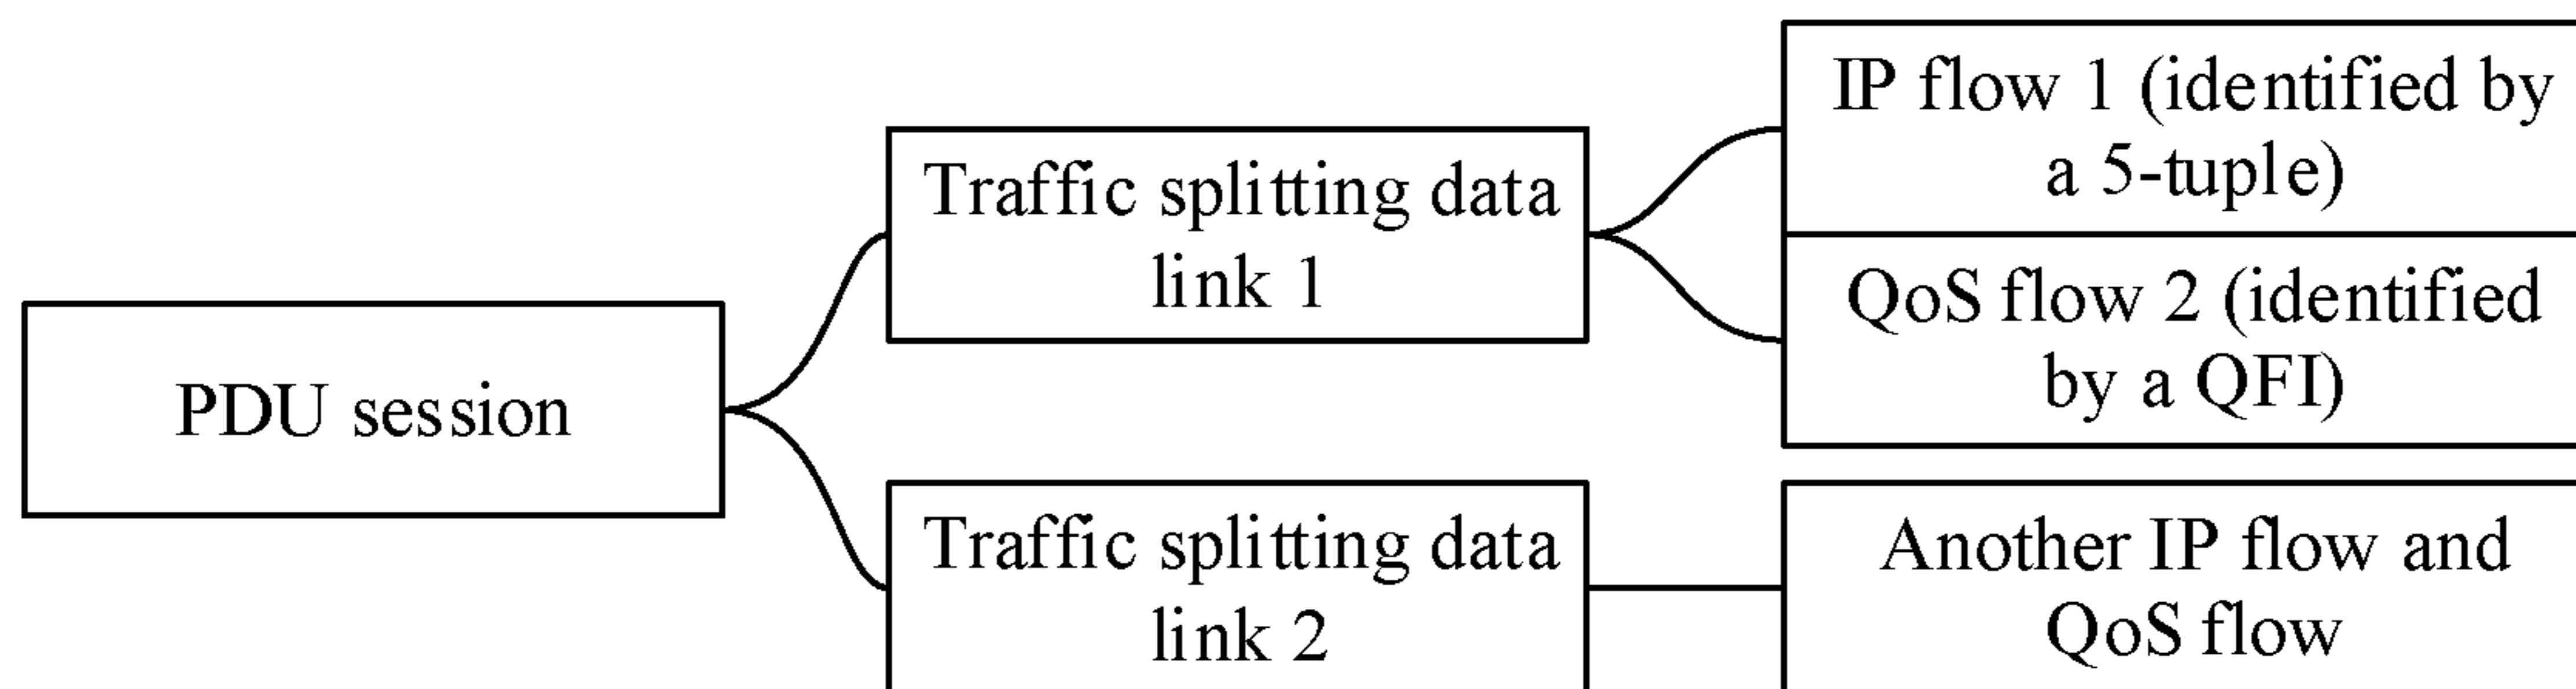 PDU session
Traffic splitting data
link 1
IP flow 1 (identified by
a 5-tuple)
QoS flow 2 (identified
by a QFI)
Traffic splitting data
link 2
Another IP flow and
QoS flow